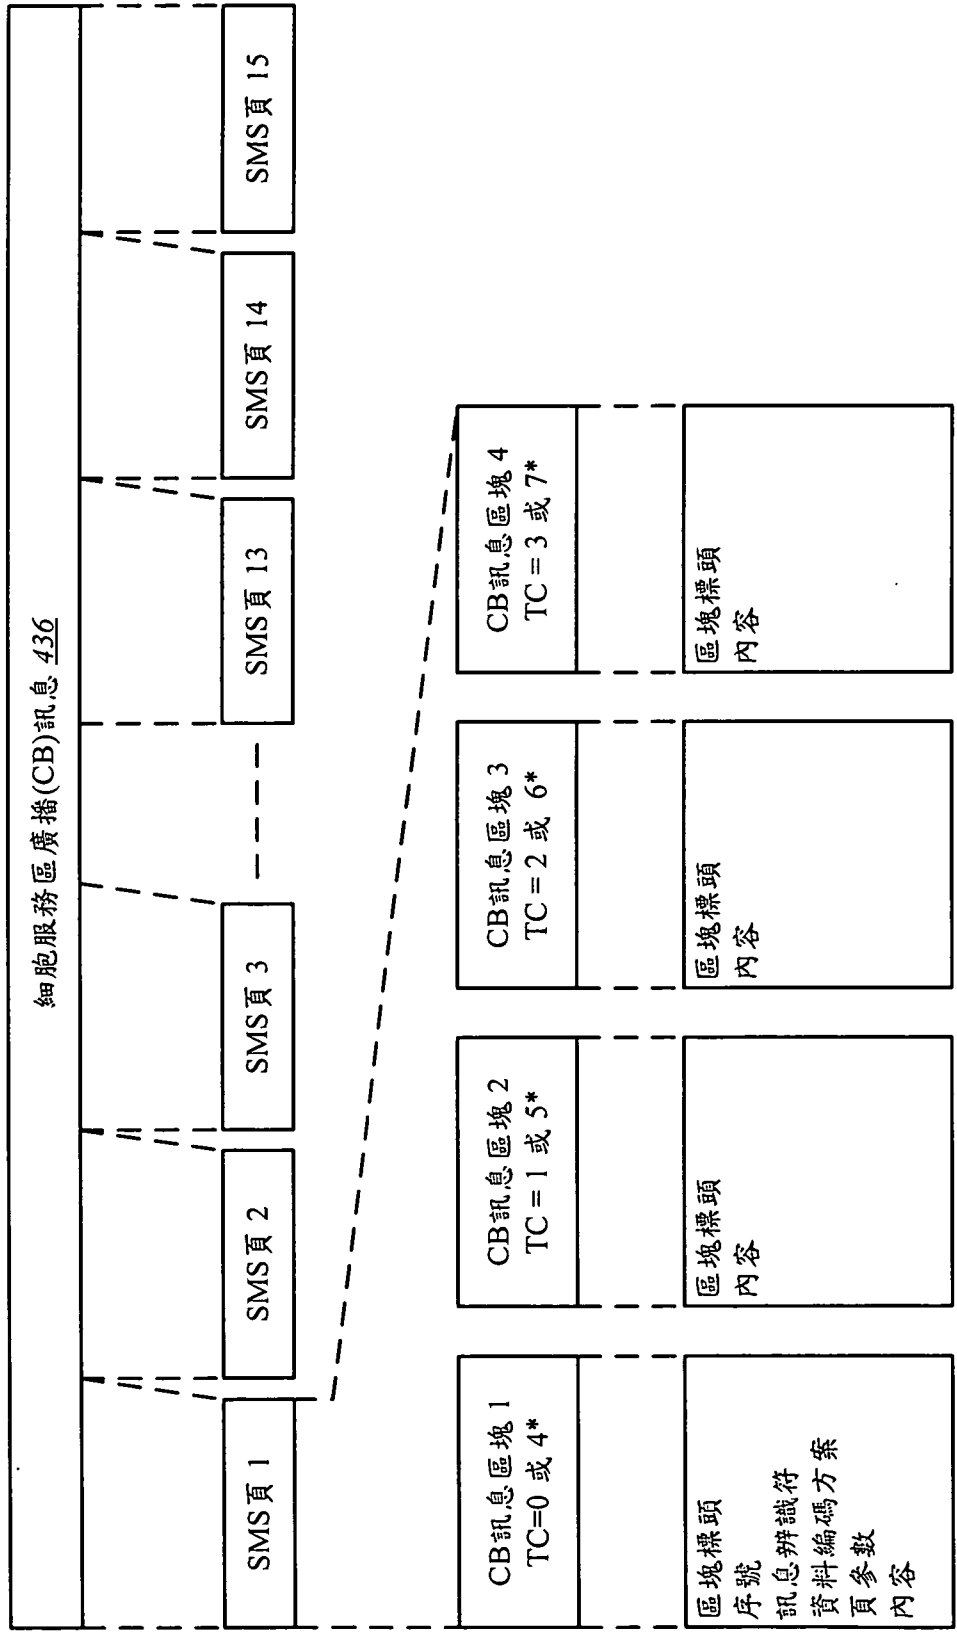 細胞服務區廣播(CB)訊息 436
SMS頁 1
SMS頁 2
SMS頁 3
SMS頁 13
SMS頁 14
SMS頁 15
CB訊息區塊 1
TC=0 或 4*
CB訊息區塊 2
TC = 1 或 5*
CB訊息區塊 3
TC = 2 或 6*
CB訊息區塊 4
TC = 3 或 7*
區塊標頭
序號
訊息辨識符
資料編碼方案
頁參數
內容
區塊標頭
內容
區塊標頭
內容
區塊標頭
內容